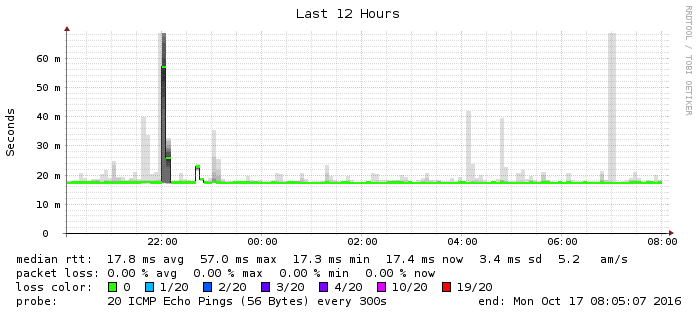 Last 12 Hours
RRDTOOL / TOBI OETIKER
Seconds
60 m
50 m
40 m
30 m
20 m
10 m
0
22:00 00:00 02:00 04:00 06:00 08:00
median rtt: 17.8 ms avg 57.0 ms max 17.3 ms min 17.4 ms now 3.4 ms sd 5.2 am/s
packet loss: 0.00 % avg 0.00 % max 0.00 % min 0.00 % now
loss color: 0 1/20 2/20 3/20 4/20 10/20 19/20
probe: 20 ICMP Echo Pings (56 Bytes) every 300s end: Mon Oct 17 08:05:07 2016